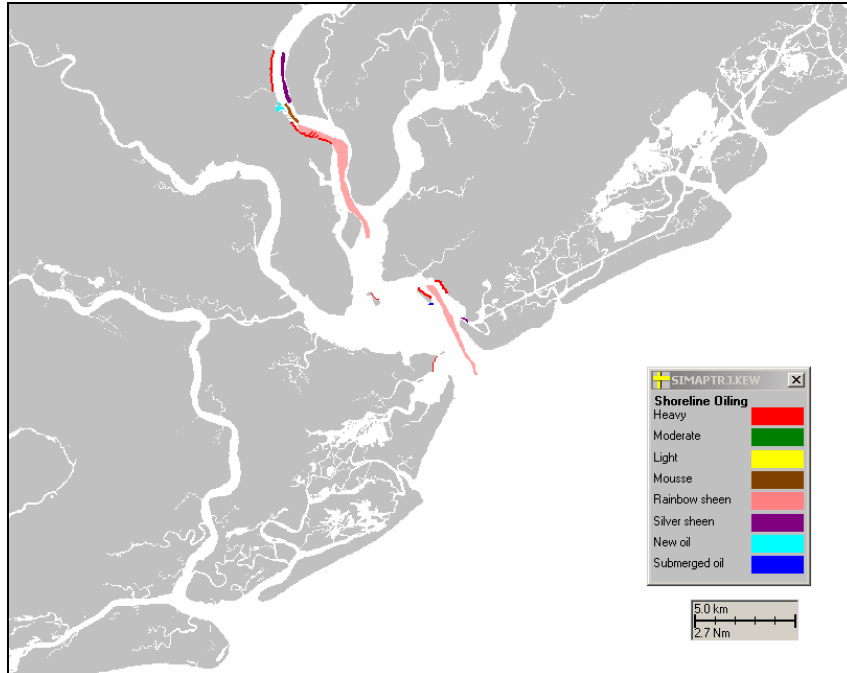 SIMAPTRJ.KEW
Shoreline Oiling
Heavy
Moderate
Light
Mousse
Rainbow sheen
Silver sheen
New oil
Submerged oil
5.0 km
2.7 Nm